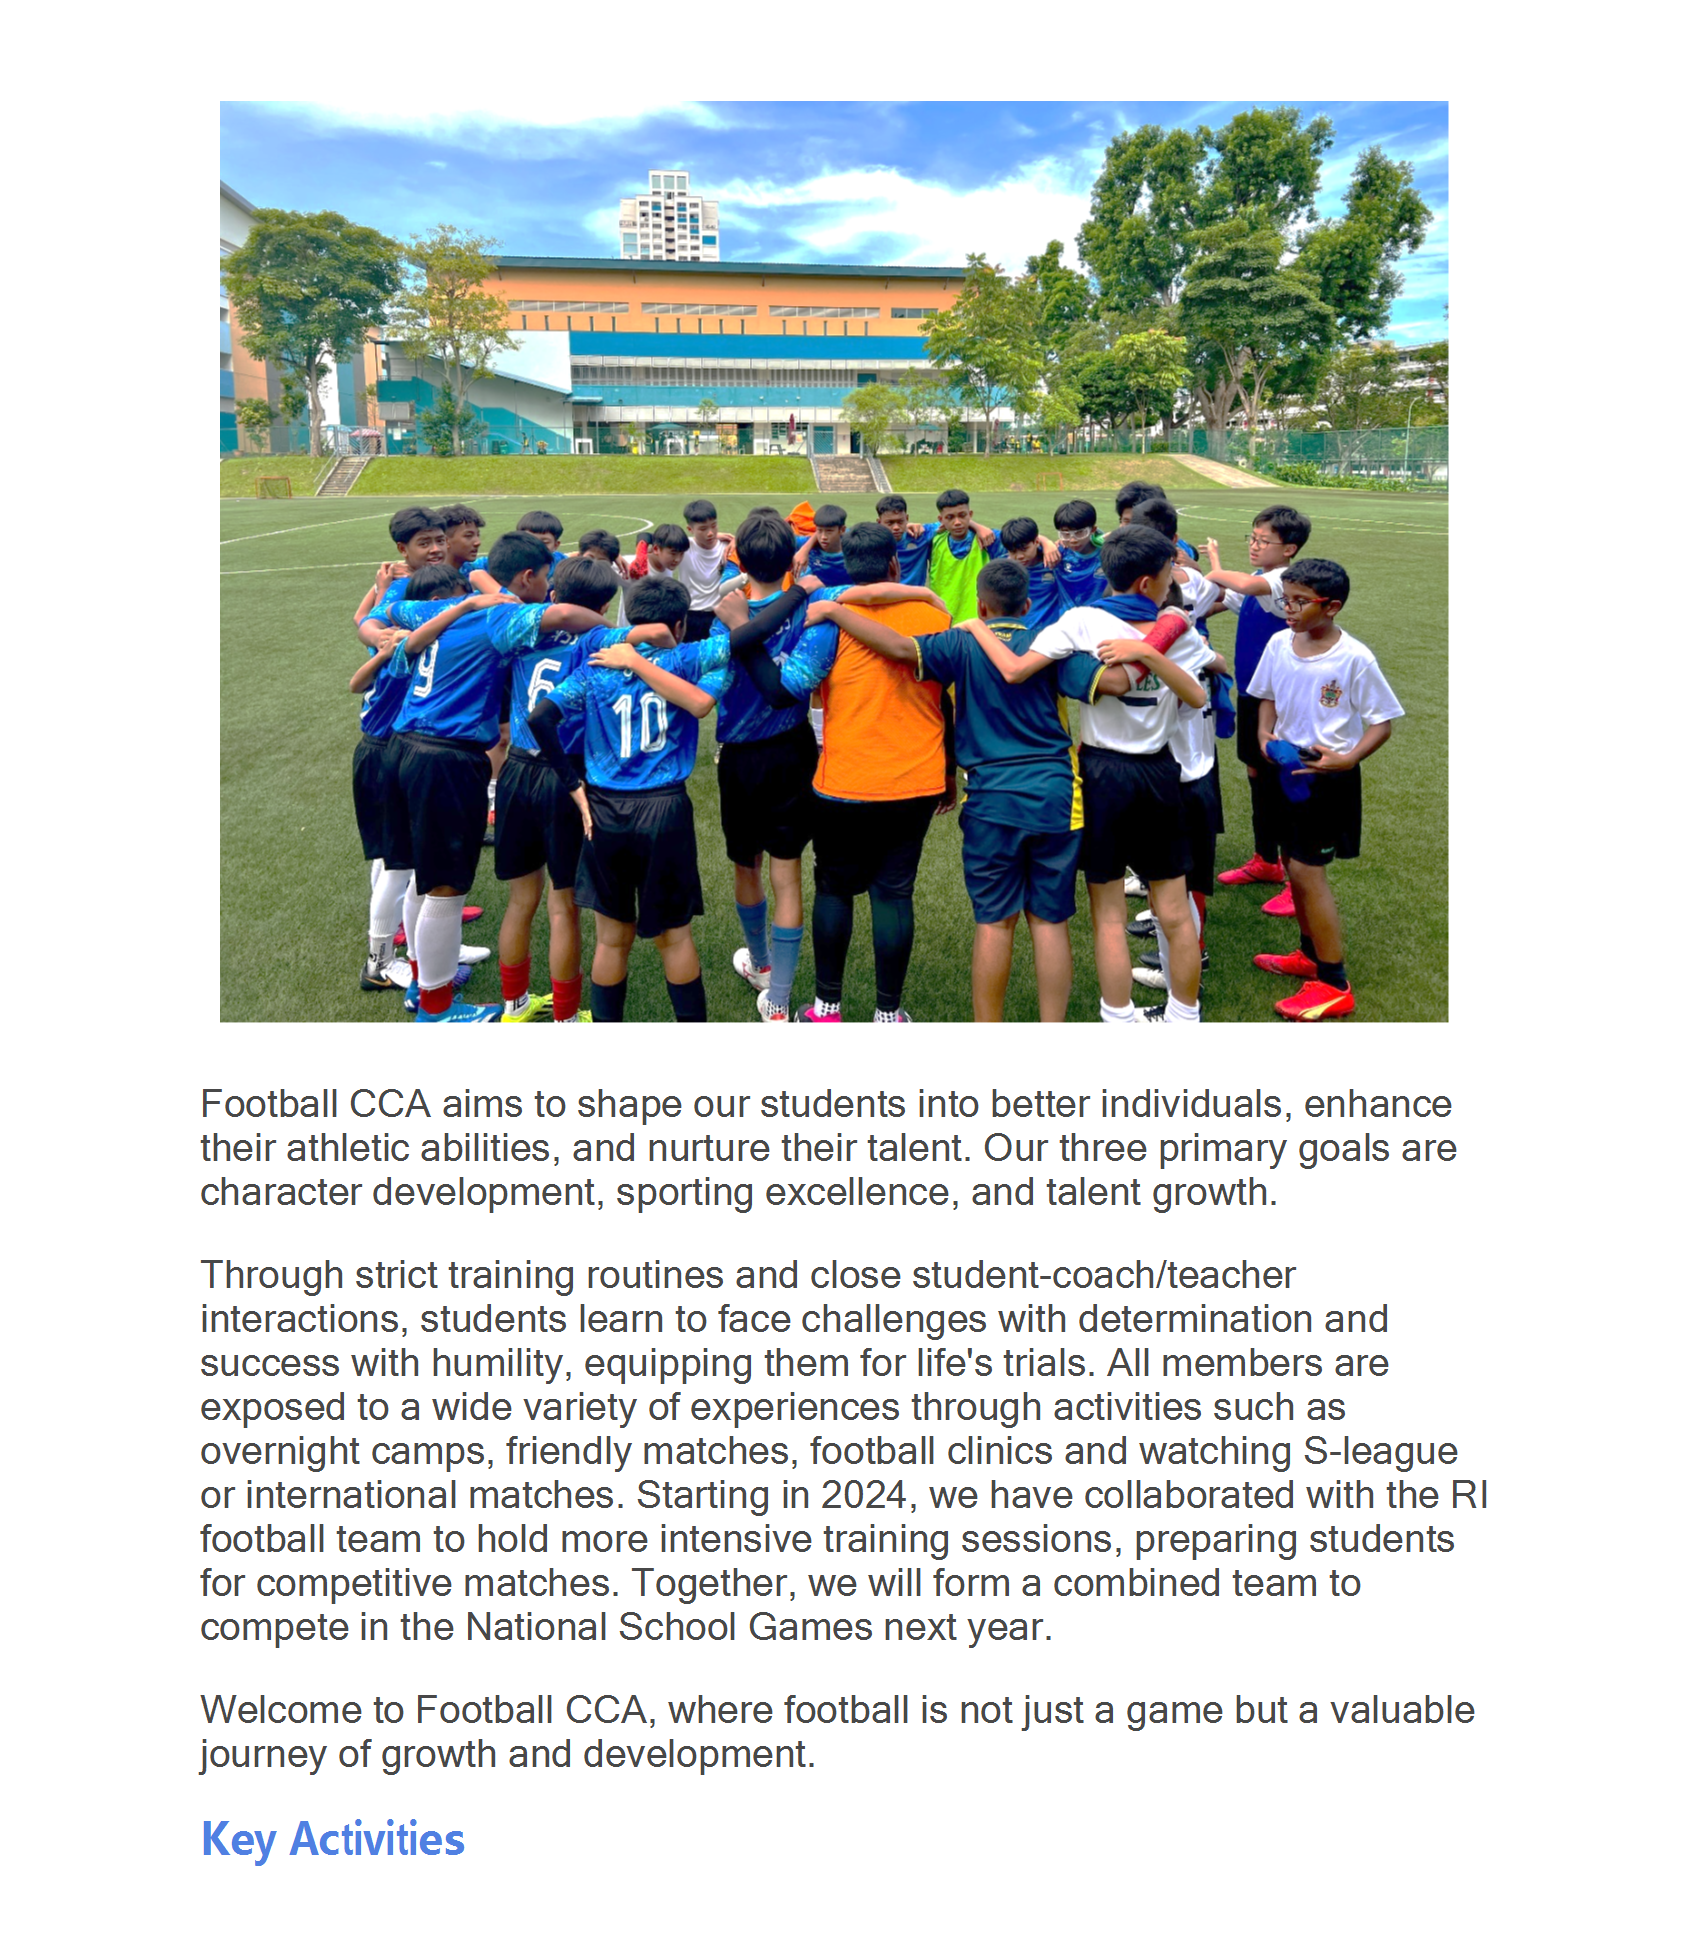 9
6
10
LES
Football CCA aims to shape our students into better individuals, enhance
their athletic abilities, and nurture their talent. Our three primary goals are
character development, sporting excellence, and talent growth.
Through strict training routines and close student-coach/teacher
interactions, students learn to face challenges with determination and
success with humility, equipping them for life's trials. All members are
exposed to a wide variety of experiences through activities such as
overnight camps, friendly matches, football clinics and watching S-league
or international matches. Starting in 2024, we have collaborated with the RI
football team to hold more intensive training sessions, preparing students
for competitive matches. Together, we will form a combined team to
compete in the National School Games next year.
Welcome to Football CCA, where football is not just a game but a valuable
journey of growth and development.
Key Activities